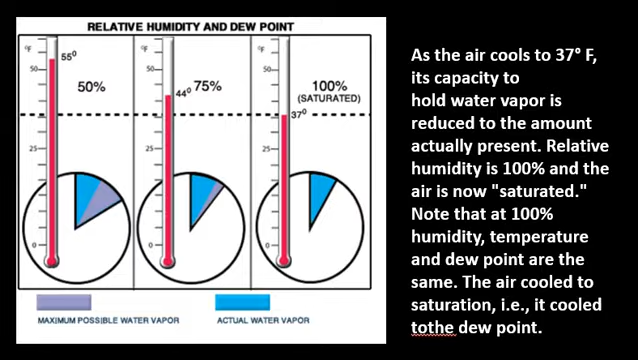 RELATIVE HUMIDITY AND DEW POINT
°F
50
25
0
55°
50%
°F
50
25
0
44°
75%
°F
50
25
0
37°
100%
(SATURATED)
MAXIMUM POSSIBLE WATER VAPOR
ACTUAL WATER VAPOR
As the air cools to 37° F,
its capacity to
hold water vapor is
reduced to the amount
actually present. Relative
humidity is 100% and the
air is now "saturated."
Note that at 100%
humidity, temperature
and dew point are the
same. The air cooled to
saturation, i.e., it cooled
tothe dew point.